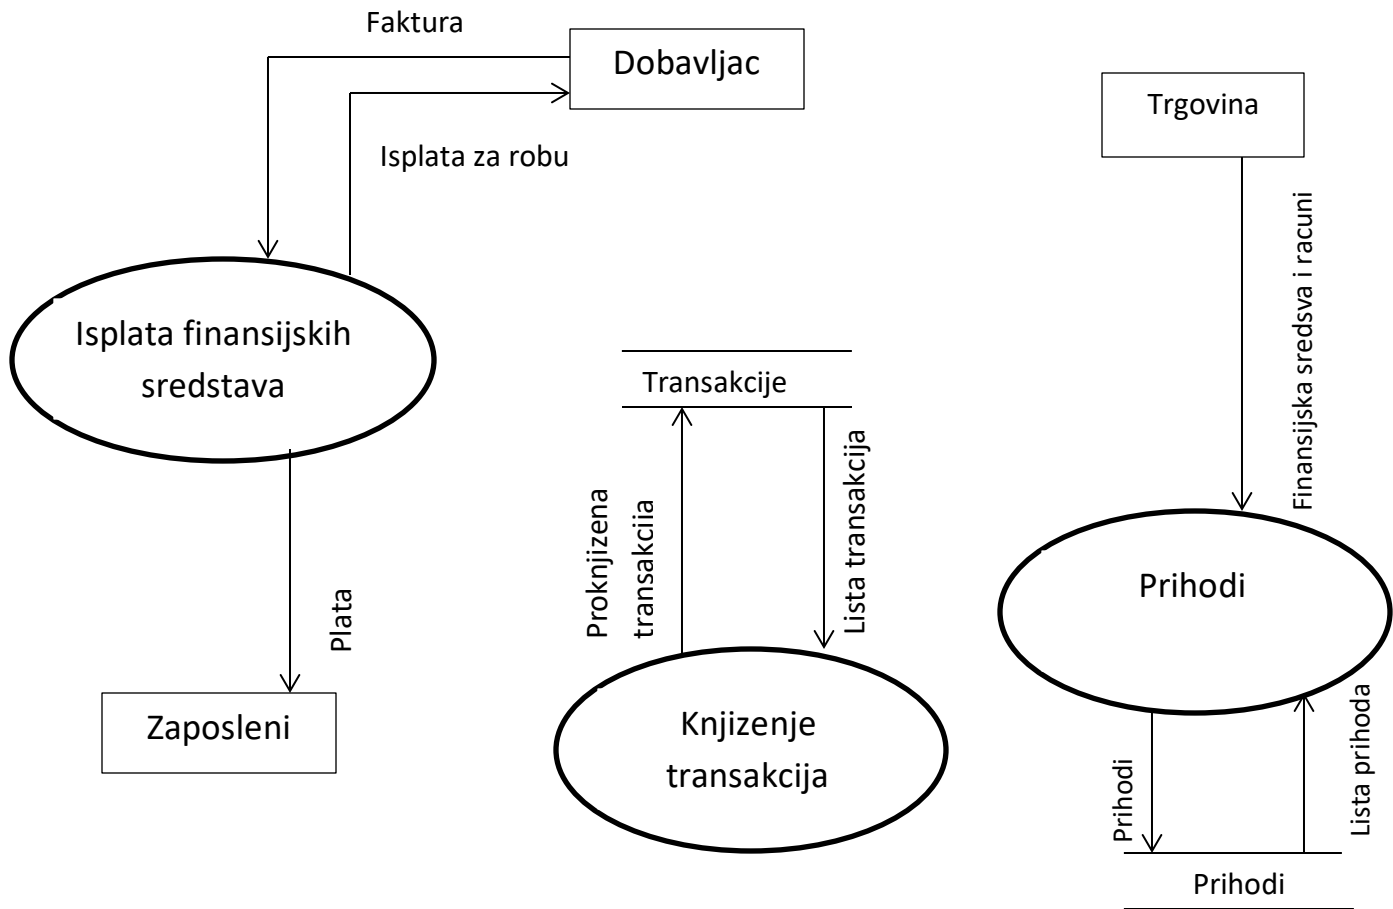 Faktura
Dobavljac
Trgovina
Isplata za robu
Finansijska sredsva i racuni
Isplata finansijskih
sredstava
Transakcije
Proknjizena
transakciia
Lista transakcija
Plata
Prihodi
Zaposleni
Knjizenje
transakcija
Prihodi
Lista prihoda
Prihodi